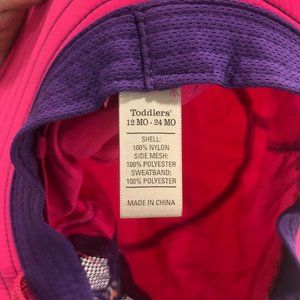 Toddlers'
12 MO - 24 MO
SHELL:
100% NYLON
SIDE MESH:
100% POLYESTER
SWEATBAND:
100% POLYESTER
MADE IN CHINA